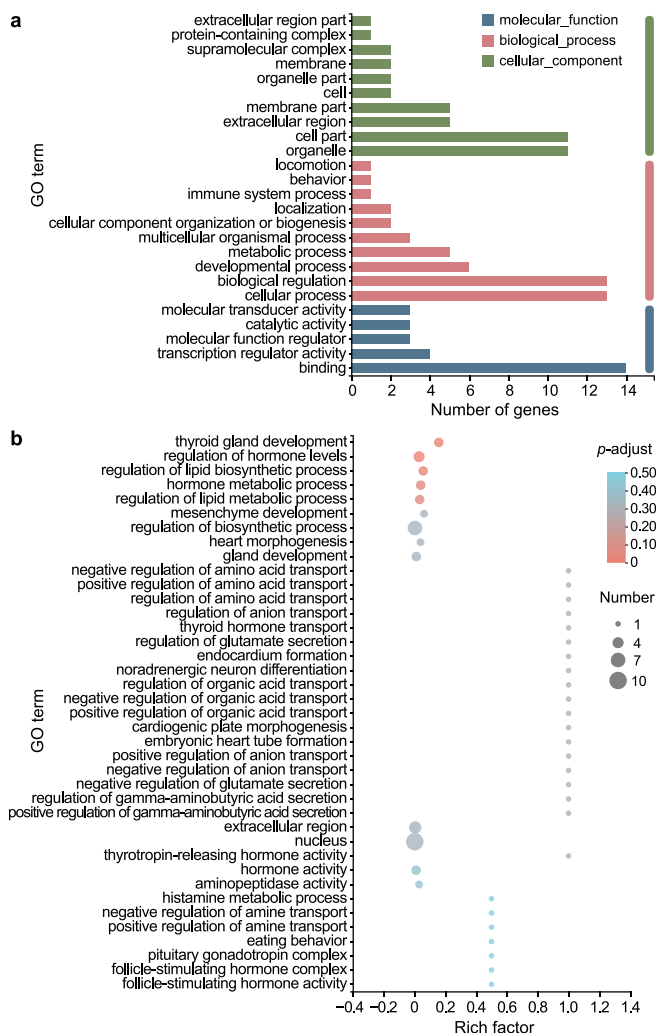 a
extracellular region part
protein-containing complex
supramolecular complex
membrane
organelle part
cell
membrane part
extracellular region
cell part
organelle
locomotion
behavior
immune system process
localization
cellular component organization or biogenesis
multicellular organismal process
metabolic process
developmental process
biological regulation
cellular process
molecular transducer activity
catalytic activity
molecular function regulator
transcription regulator activity
binding
GO term
molecular_function
biological_process
cellular_component
0 2 4 6 8 10 12 14
Number of genes
b
thyroid gland development
regulation of hormone levels
regulation of lipid biosynthetic process
hormone metabolic process
regulation of lipid metabolic process
mesenchyme development
regulation of biosynthetic process
heart morphogenesis
gland development
negative regulation of amino acid transport
positive regulation of amino acid transport
regulation of amino acid transport
regulation of anion transport
thyroid hormone transport
regulation of glutamate secretion
endocardium formation
noradrenergic neuron differentiation
regulation of organic acid transport
negative regulation of organic acid transport
positive regulation of organic acid transport
cardiogenic plate morphogenesis
embryonic heart tube formation
positive regulation of anion transport
negative regulation of anion transport
negative regulation of glutamate secretion
regulation of gamma-aminobutyric acid secretion
positive regulation of gamma-aminobutyric acid secretion
extracellular region
nucleus
thyrotropin-releasing hormone activity
hormone activity
aminopeptidase activity
histamine metabolic process
negative regulation of amine transport
positive regulation of amine transport
eating behavior
pituitary gonadotropin complex
follicle-stimulating hormone complex
follicle-stimulating hormone activity
GO term
−0.4 −0.2 0 0.2 0.4 0.6 0.8 1.0 1.2 1.4
Rich factor
p-adjust
0.50
0.40
0.30
0.20
0.10
0
Number
1
4
7
10